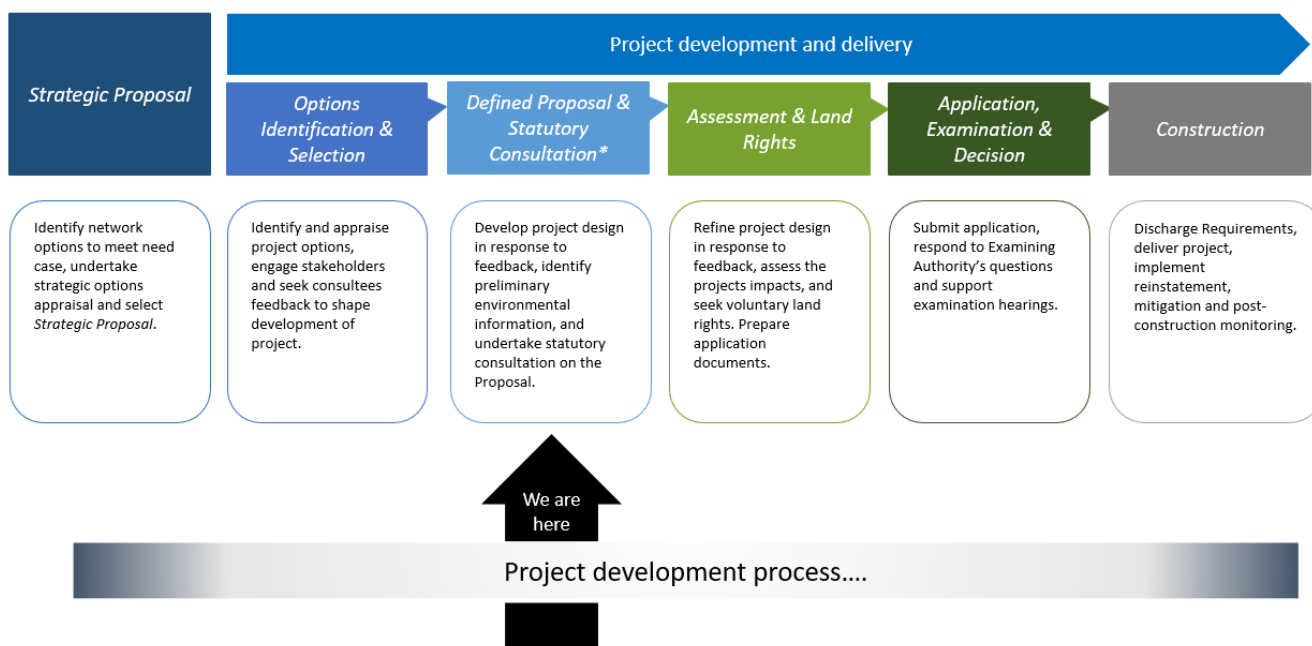 Project development and delivery
Strategic Proposal
Options
Identification &
Selection
Defined Proposal &
Statutory
Consultation*
Assessment & Land
Rights
Application,
Examination &
Decision
Construction
Identify network
options to meet need
case, undertake
strategic options
appraisal and select
Strategic Proposal.
Identify and appraise
project options,
engage stakeholders
and seek consultees
feedback to shape
development of
project.
Develop project design
in response to
feedback, identify
preliminary
environmental
information, and
undertake statutory
consultation on the
Proposal.
Refine project design
in response to
feedback, assess the
projects impacts, and
seek voluntary land
rights. Prepare
application
documents.
Submit application,
respond to Examining
Authority's questions
and support
examination hearings.
Discharge Requirements,
deliver project,
implement
reinstatement,
mitigation and post-
construction monitoring.
We are
here
Project development process....